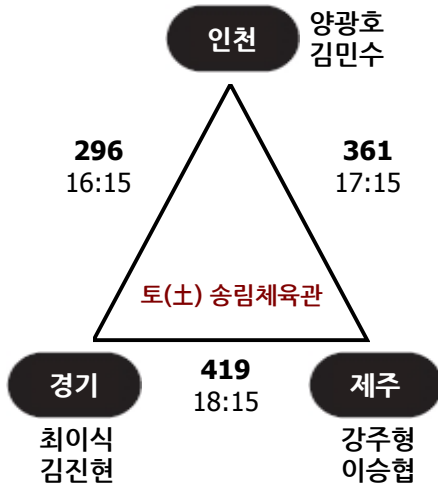 인천
양광호
김민수
296
16:15
361
17:15
토(土) 송림체육관
경기
419
18:15
제주
최이식
김진현
강주형
이승협